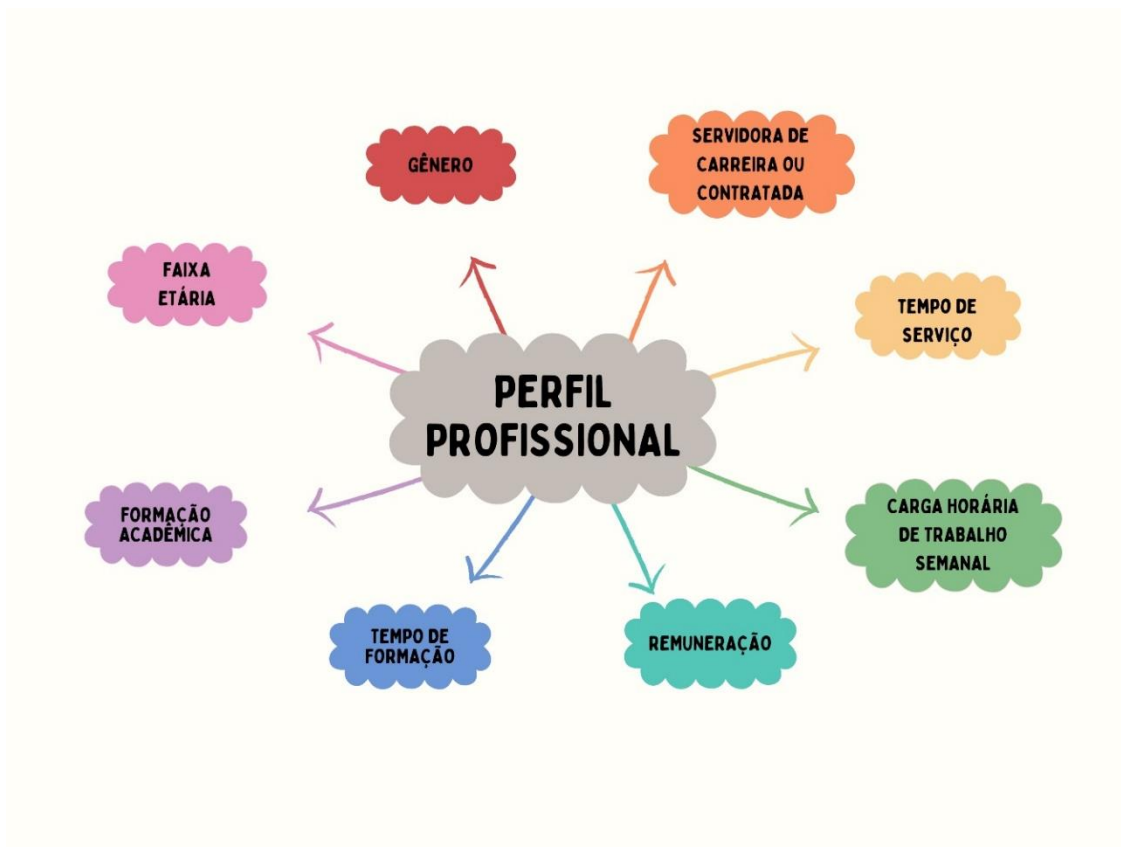 GÊNERO
SERVIDORA DE
CARREIRA OU
CONTRATADA
FAIXA
ETÁRIA
TEMPO DE
SERVIÇO
PERFIL
PROFISSIONAL
FORMAÇÃO
ACADÊMICA
CARGA HORÁRIA
DE TRABALHO
SEMANAL
TEMPO DE
FORMAÇÃO
REMUNERAÇÃO